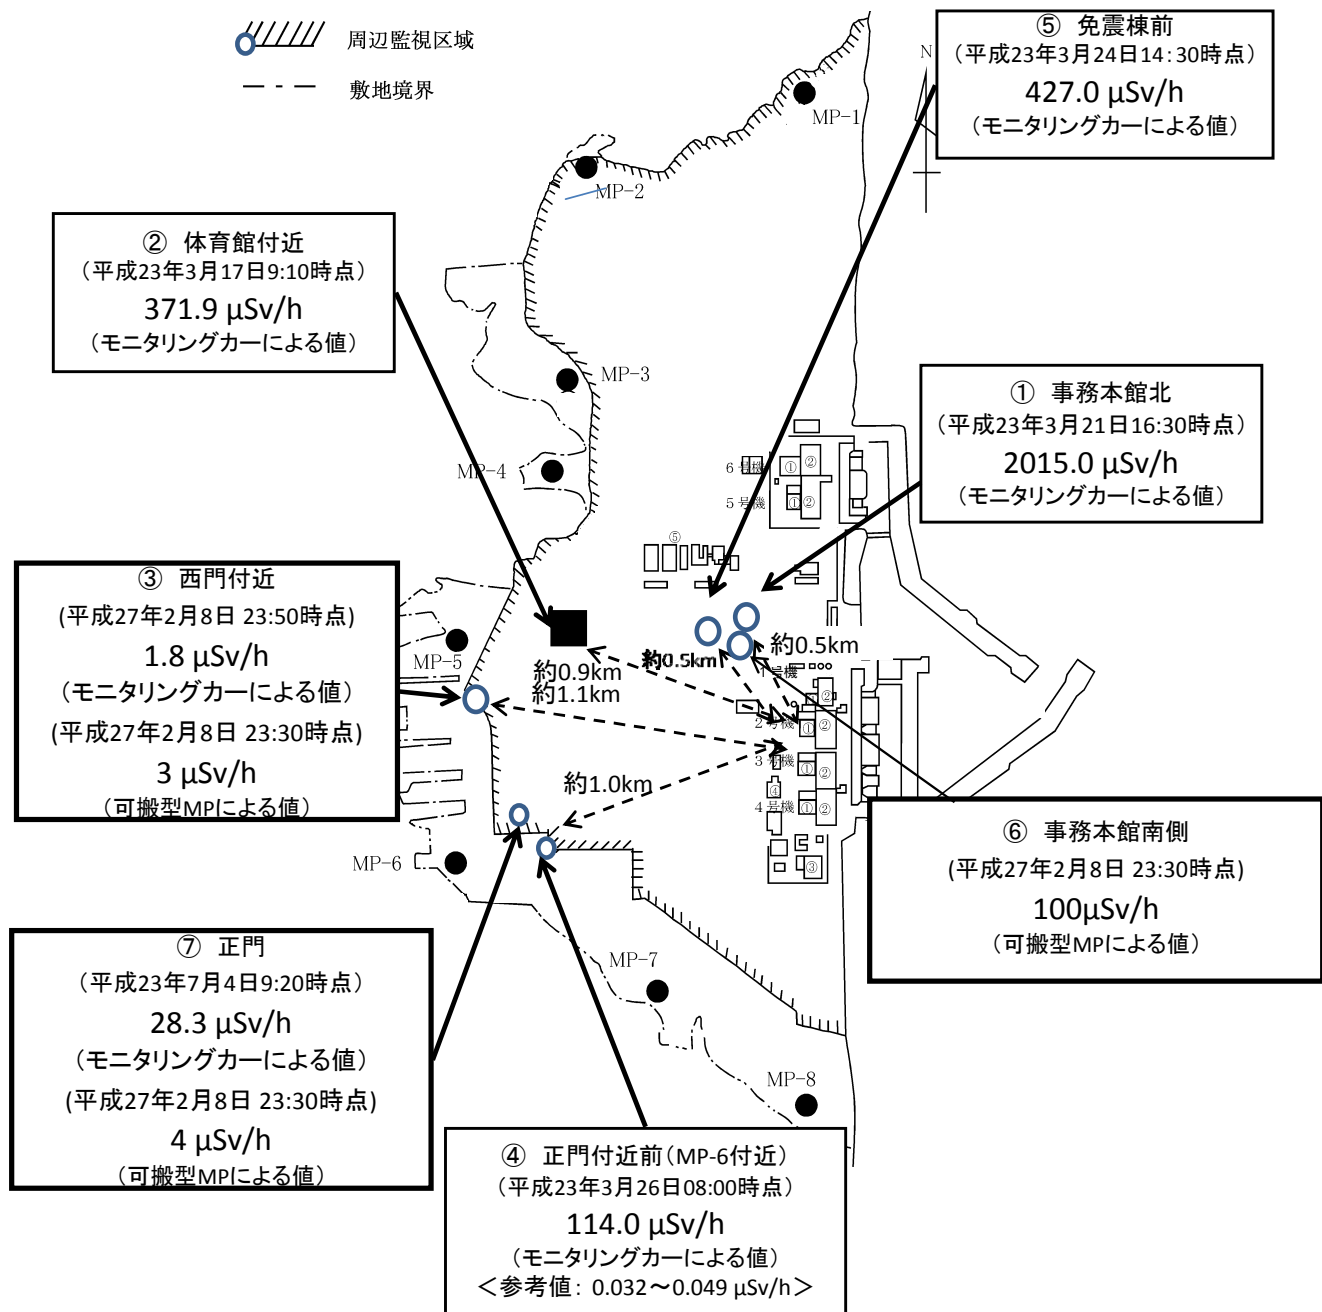 周辺監視区域
敷地境界
⑤ 免震棟前
（平成23年3月24日14:30時点）
427.0 μSv/h
（モニタリングカーによる値）
N
MP-1
MP-2
② 体育館付近
（平成23年3月17日9:10時点）
371.9 μSv/h
（モニタリングカーによる値）
MP-3
① 事務本館北
（平成23年3月21日16:30時点）
2015.0 μSv/h
（モニタリングカーによる値）
MP-4
6号機
①
②
5号機
①
②
⑤
③ 西門付近
(平成27年2月8日 23:50時点)
1.8 μSv/h
（モニタリングカーによる値）
(平成27年2月8日 23:30時点)
3 μSv/h
（可搬型MPによる値）
MP-5
約0.9km
約1.1km
約0.5km
約0.5km
1号機
②
2号機
①
②
3号機
①
②
約1.0km
④
4号機
①
②
③
MP-6
⑥ 事務本館南側
(平成27年2月8日 23:30時点)
100μSv/h
（可搬型MPによる値）
⑦ 正門
（平成23年7月4日9:20時点）
28.3 μSv/h
（モニタリングカーによる値）
(平成27年2月8日 23:30時点)
4 μSv/h
（可搬型MPによる値）
MP-7
MP-8
④ 正門付近前（MP-6付近）
（平成23年3月26日08:00時点）
114.0 μSv/h
（モニタリングカーによる値）
＜参考値: 0.032～0.049 μSv/h＞